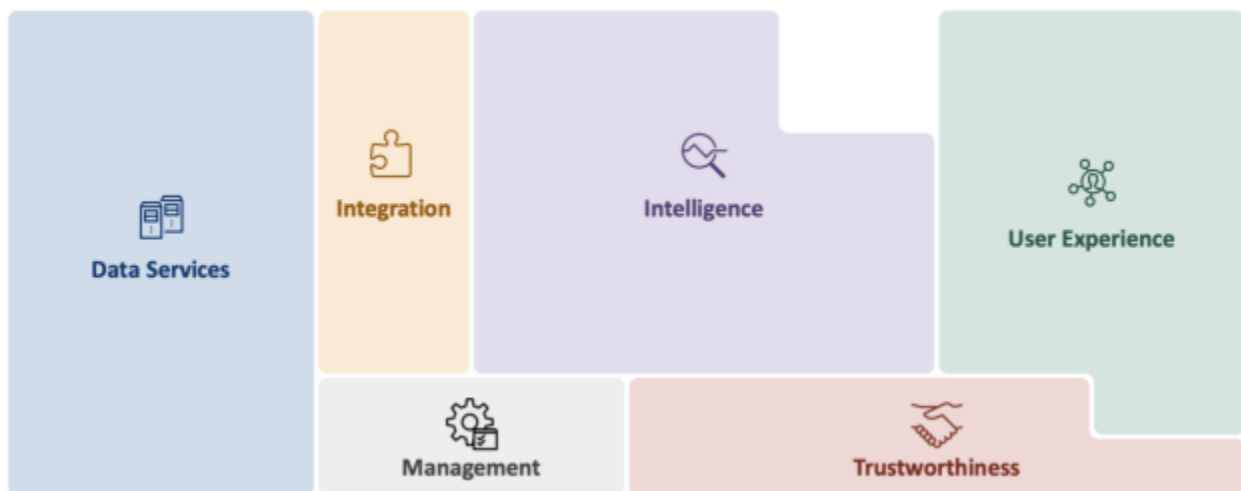 Integration
Intelligence
User Experience
Data Services
Management
Trustworthiness